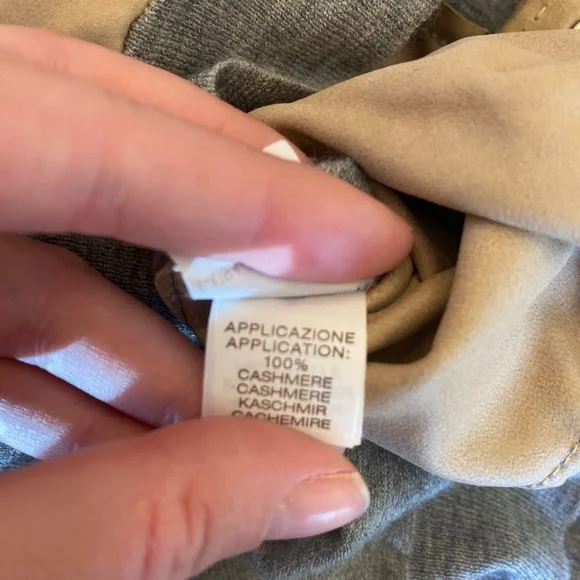 APPLICAZIONE
APPLICATION:
100%
CASHMERE
CASHMERE
KASCHMIR
CACHEMIRE